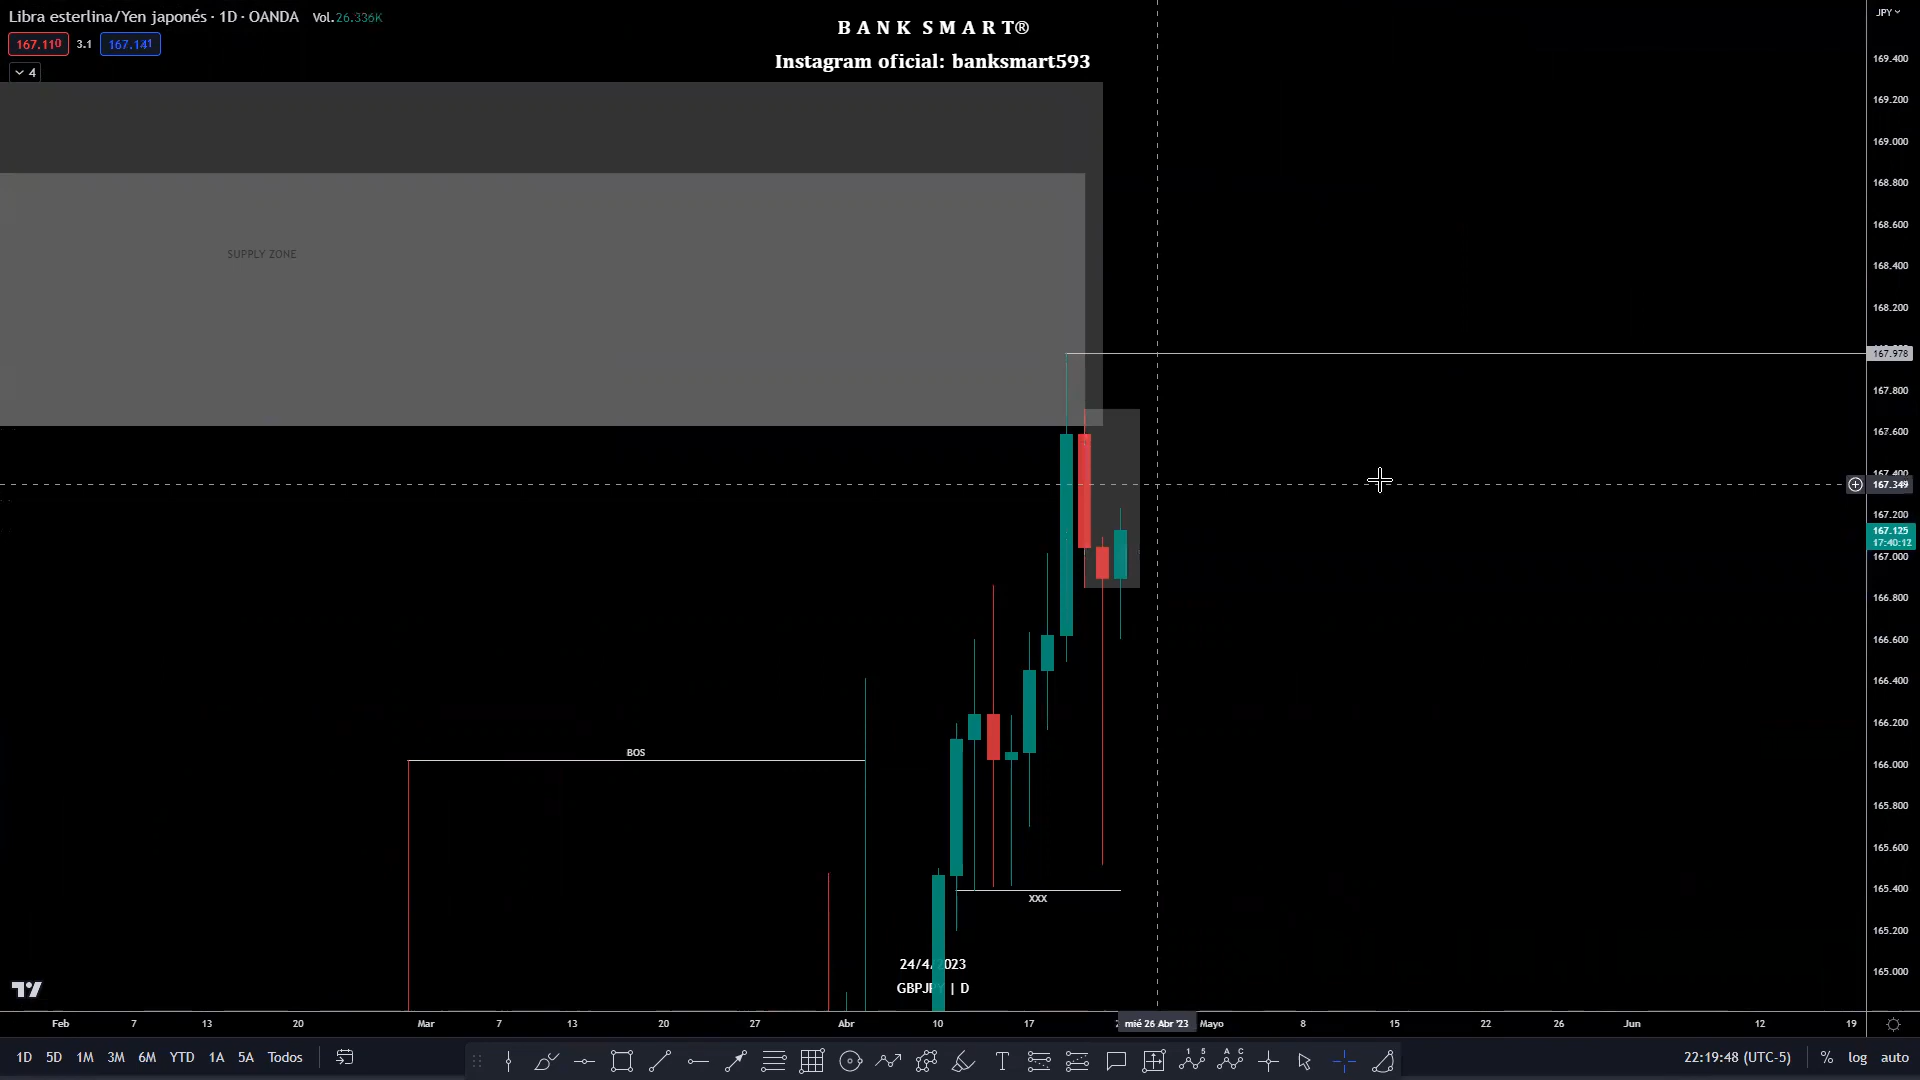 Libra esterlina/Yen japonés · 1D · OANDA Vol.26.336K
167.110 3.1 167.141
4
BANK SMART®
Instagram oficial: banksmart593
JPY
169.400
169.200
169.000
168.800
168.600
168.400
168.200
167.978
167.800
167.600
167.400
167.349
167.200
167.125
17:40:12
167.000
166.800
166.600
166.400
166.200
166.000
165.800
165.600
165.400
165.200
165.000
SUPPLY ZONE
BOS
XXX
24/4/2023
GBPJPY | D
Feb 7 13 20 Mar 7 13 20 27 Abr 10 17 mié 26 Abr '23 Mayo 8 15 22 26 Jun 12 19
1D 5D 1M 3M 6M YTD 1A 5A Todos
T
22:19:48 (UTC-5) % log auto